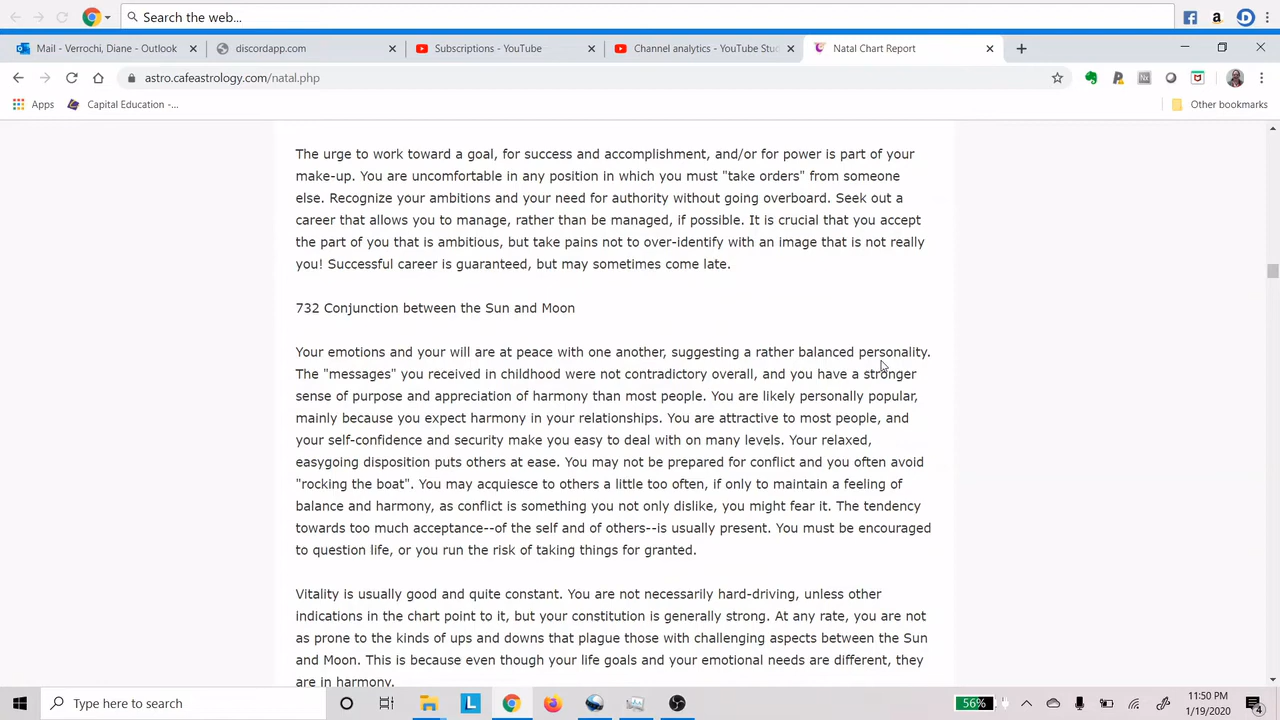 Search the web...
Mail - Verrochi, Diane - Outlook
discordapp.com
Subscriptions - YouTube
Channel analytics - YouTube Stu
Natal Chart Report
astro.cafeastrology.com/natal.php
Apps
Capital Education -...
Other bookmarks
The urge to work toward a goal, for success and accomplishment, and/or for power is part of your
make-up. You are uncomfortable in any position in which you must "take orders" from someone
else. Recognize your ambitions and your need for authority without going overboard. Seek out a
career that allows you to manage, rather than be managed, if possible. It is crucial that you accept
the part of you that is ambitious, but take pains not to over-identify with an image that is not really
you! Successful career is guaranteed, but may sometimes come late.
732 Conjunction between the Sun and Moon
Your emotions and your will are at peace with one another, suggesting a rather balanced personality.
The "messages" you received in childhood were not contradictory overall, and you have a stronger
sense of purpose and appreciation of harmony than most people. You are likely personally popular,
mainly because you expect harmony in your relationships. You are attractive to most people, and
your self-confidence and security make you easy to deal with on many levels. Your relaxed,
easygoing disposition puts others at ease. You may not be prepared for conflict and you often avoid
"rocking the boat". You may acquiesce to others a little too often, if only to maintain a feeling of
balance and harmony, as conflict is something you not only dislike, you might fear it. The tendency
towards too much acceptance--of the self and of others--is usually present. You must be encouraged
to question life, or you run the risk of taking things for granted.
Vitality is usually good and quite constant. You are not necessarily hard-driving, unless other
indications in the chart point to it, but your constitution is generally strong. At any rate, you are not
as prone to the kinds of ups and downs that plague those with challenging aspects between the Sun
and Moon. This is because even though your life goals and your emotional needs are different, they
are in harmony.
Type here to search
56%
11:50 PM
1/19/2020
4